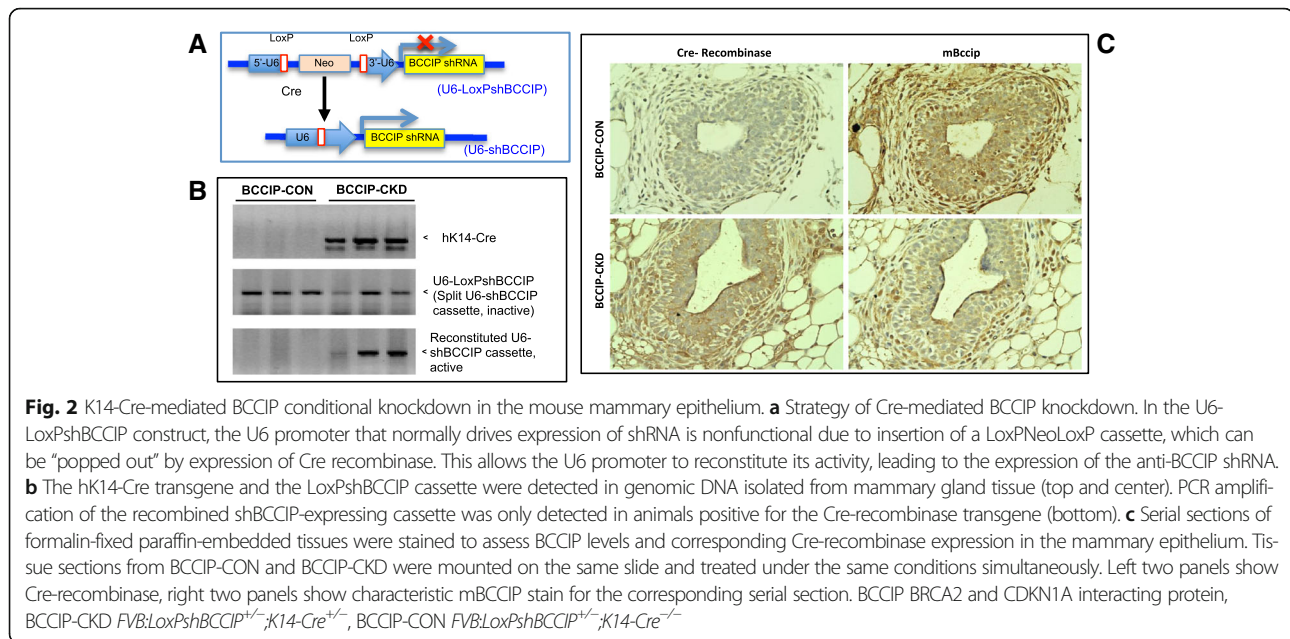 A
LoxP LoxP
5'-U6 Neo 3'-U6 BCCIP shRNA
Cre (U6-LoxPshBCCIP)
U6 BCCIP shRNA
(U6-shBCCIP)
B
BCCIP-CON BCCIP-CKD
< hK14-Cre
U6-LoxPshBCCIP
< (Split U6-shBCCIP
cassette, inactive)
Reconstituted U6-
< shBCCIP cassette,
active
C
Cre- Recombinase mBccip
BCCIP-CON
BCCIP-CKD
Fig. 2 K14-Cre-mediated BCCIP conditional knockdown in the mouse mammary epithelium. a Strategy of Cre-mediated BCCIP knockdown. In the U6-
LoxPshBCCIP construct, the U6 promoter that normally drives expression of shRNA is nonfunctional due to insertion of a LoxPNeoLoxP cassette, which can
be “popped out” by expression of Cre recombinase. This allows the U6 promoter to reconstitute its activity, leading to the expression of the anti-BCCIP shRNA.
b The hK14-Cre transgene and the LoxPshBCCIP cassette were detected in genomic DNA isolated from mammary gland tissue (top and center). PCR amplifi-
cation of the recombined shBCCIP-expressing cassette was only detected in animals positive for the Cre-recombinase transgene (bottom). c Serial sections of
formalin-fixed paraffin-embedded tissues were stained to assess BCCIP levels and corresponding Cre-recombinase expression in the mammary epithelium. Tis-
sue sections from BCCIP-CON and BCCIP-CKD were mounted on the same slide and treated under the same conditions simultaneously. Left two panels show
Cre-recombinase, right two panels show characteristic mBCCIP stain for the corresponding serial section. BCCIP BRCA2 and CDKN1A interacting protein,
BCCIP-CKD FVB:LoxPshBCCIP+/−;K14-Cre+/−, BCCIP-CON FVB:LoxPshBCCIP+/−;K14-Cre−/−